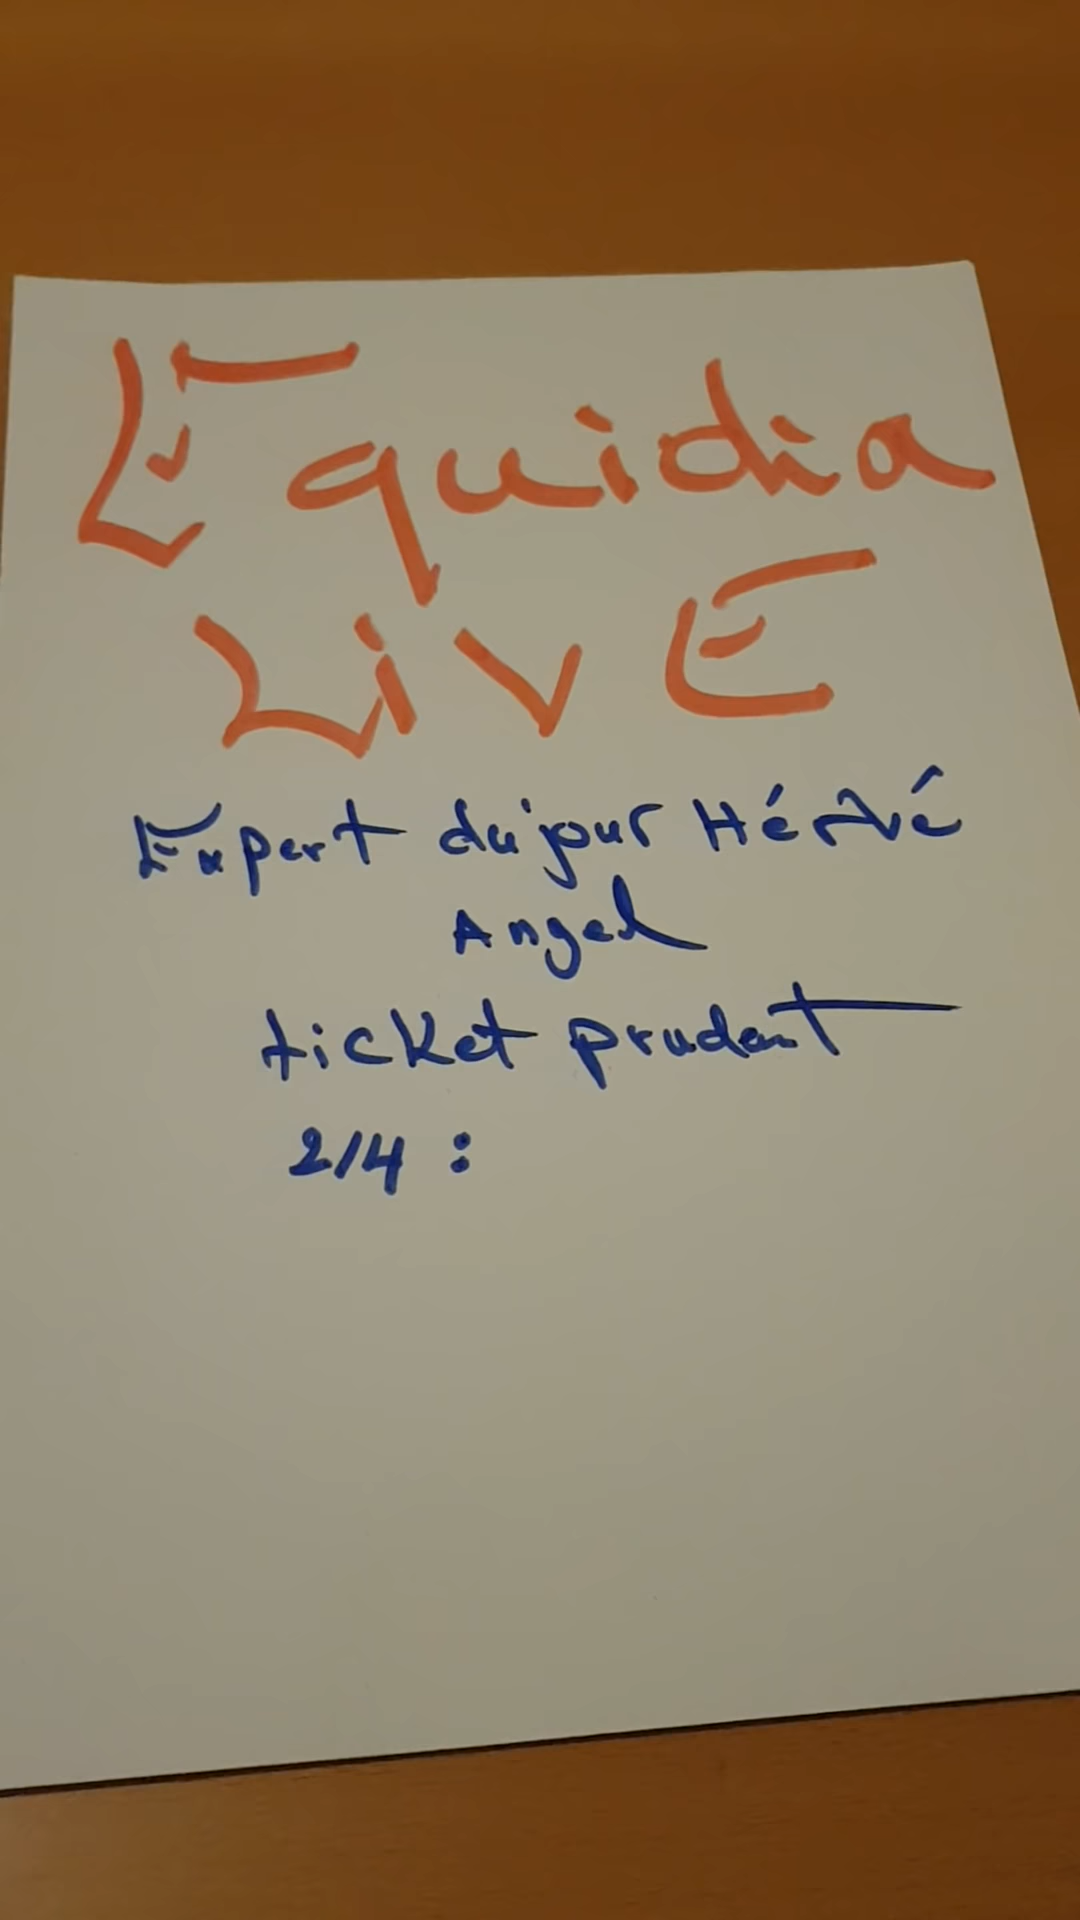 Equidia
LiVE
Expert du jour Hérvé
Angel
ticket prudent
2/4 :